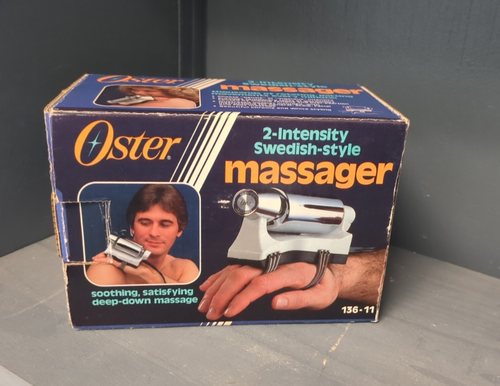 Oster
2-Intensity
Swedish-style
massager
Oster
2-Intensity
Swedish-style
massager
soothing, satisfying
deep-down massage
136-11